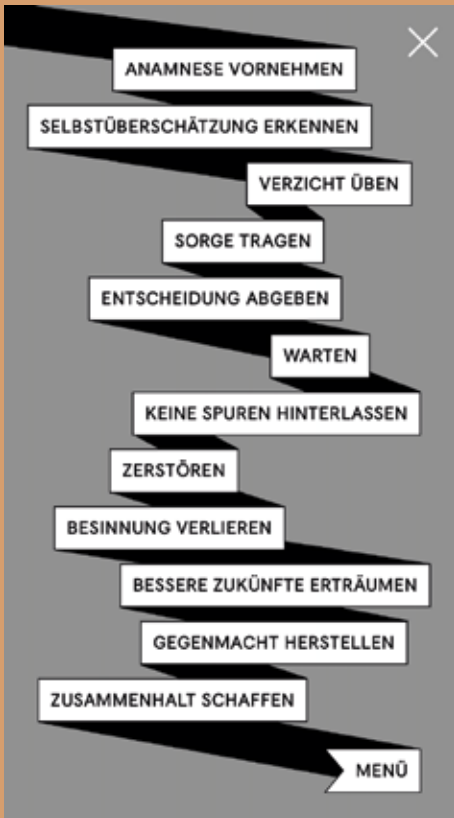 ANAMNESE VORNEHMEN
SELBSTÜBERSCHÄTZUNG ERKENNEN
VERZICHT ÜBEN
SORGE TRAGEN
ENTSCHEIDUNG ABGEBEN
WARTEN
KEINE SPUREN HINTERLASSEN
ZERSTÖREN
BESINNUNG VERLIEREN
BESSERE ZUKÜNFTE ERTRÄUMEN
GEGENMACHT HERSTELLEN
ZUSAMMENHALT SCHAFFEN
MENÜ